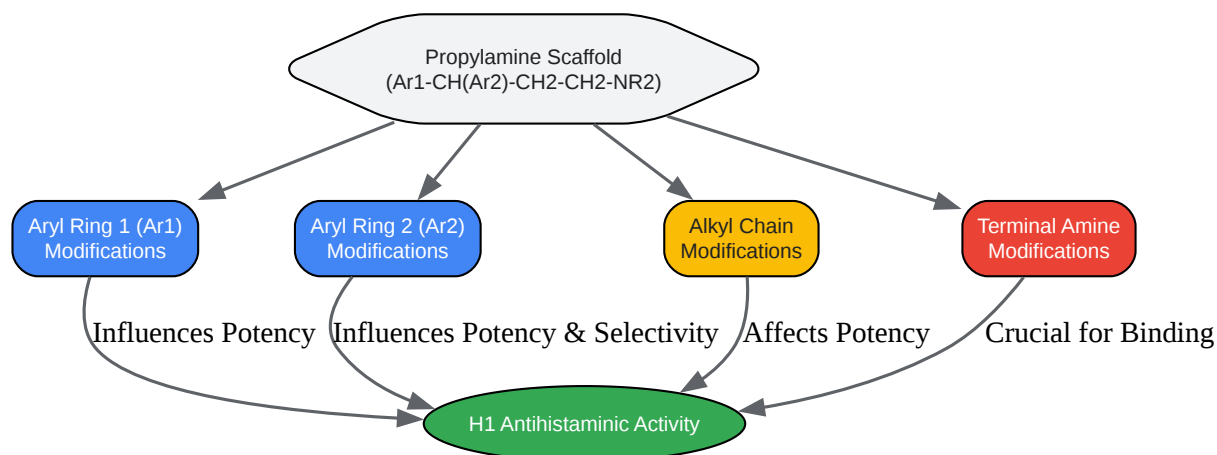 Propylamine Scaffold
(Ar1-CH(Ar2)-CH2-CH2-NR2)
Aryl Ring 1 (Ar1)
Modifications
Aryl Ring 2 (Ar2)
Modifications
Alkyl Chain
Modifications
Terminal Amine
Modifications
Influences Potency
Influences Potency & Selectivity
Affects Potency
Crucial for Binding
H1 Antihistaminic Activity